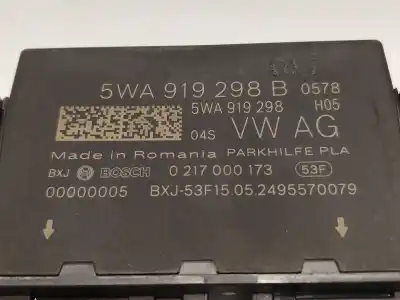 5WA 919 298 B 0578
5WA 919 298 H05
04S VW AG
Made in Romania PARKHILFE PLA
BXJ BOSCH 0 217 000 173 53F
00000005 BXJ-53F15.05.2495570079